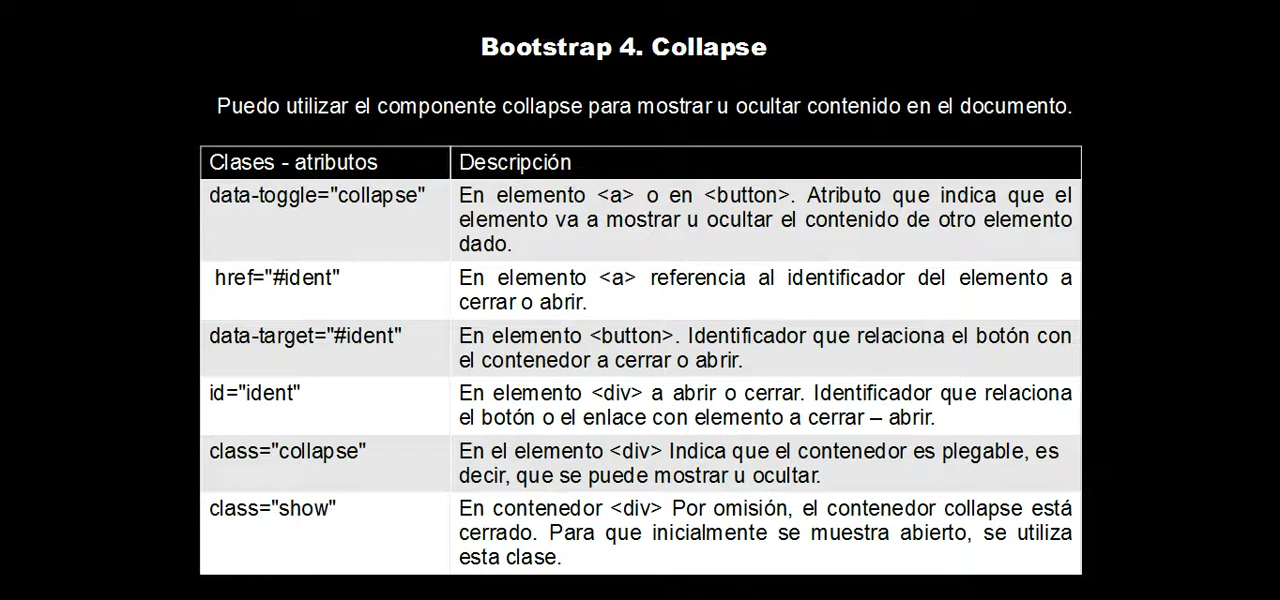 Bootstrap 4. Collapse
Puedo utilizar el componente collapse para mostrar u ocultar contenido en el documento.
Clases - atributos
Descripción
data-toggle="collapse"
En elemento <a> o en <button>. Atributo que indica que el
elemento va a mostrar u ocultar el contenido de otro elemento
dado.
href="#ident"
En elemento <a> referencia al identificador del elemento a
cerrar o abrir.
data-target="#ident"
En elemento <button>. Identificador que relaciona el botón con
el contenedor a cerrar o abrir.
id="ident"
En elemento <div> a abrir o cerrar. Identificador que relaciona
el botón o el enlace con elemento a cerrar – abrir.
class="collapse"
En el elemento <div> Indica que el contenedor es plegable, es
decir, que se puede mostrar u ocultar.
class="show"
En contenedor <div> Por omisión, el contenedor collapse está
cerrado. Para que inicialmente se muestra abierto, se utiliza
esta clase.